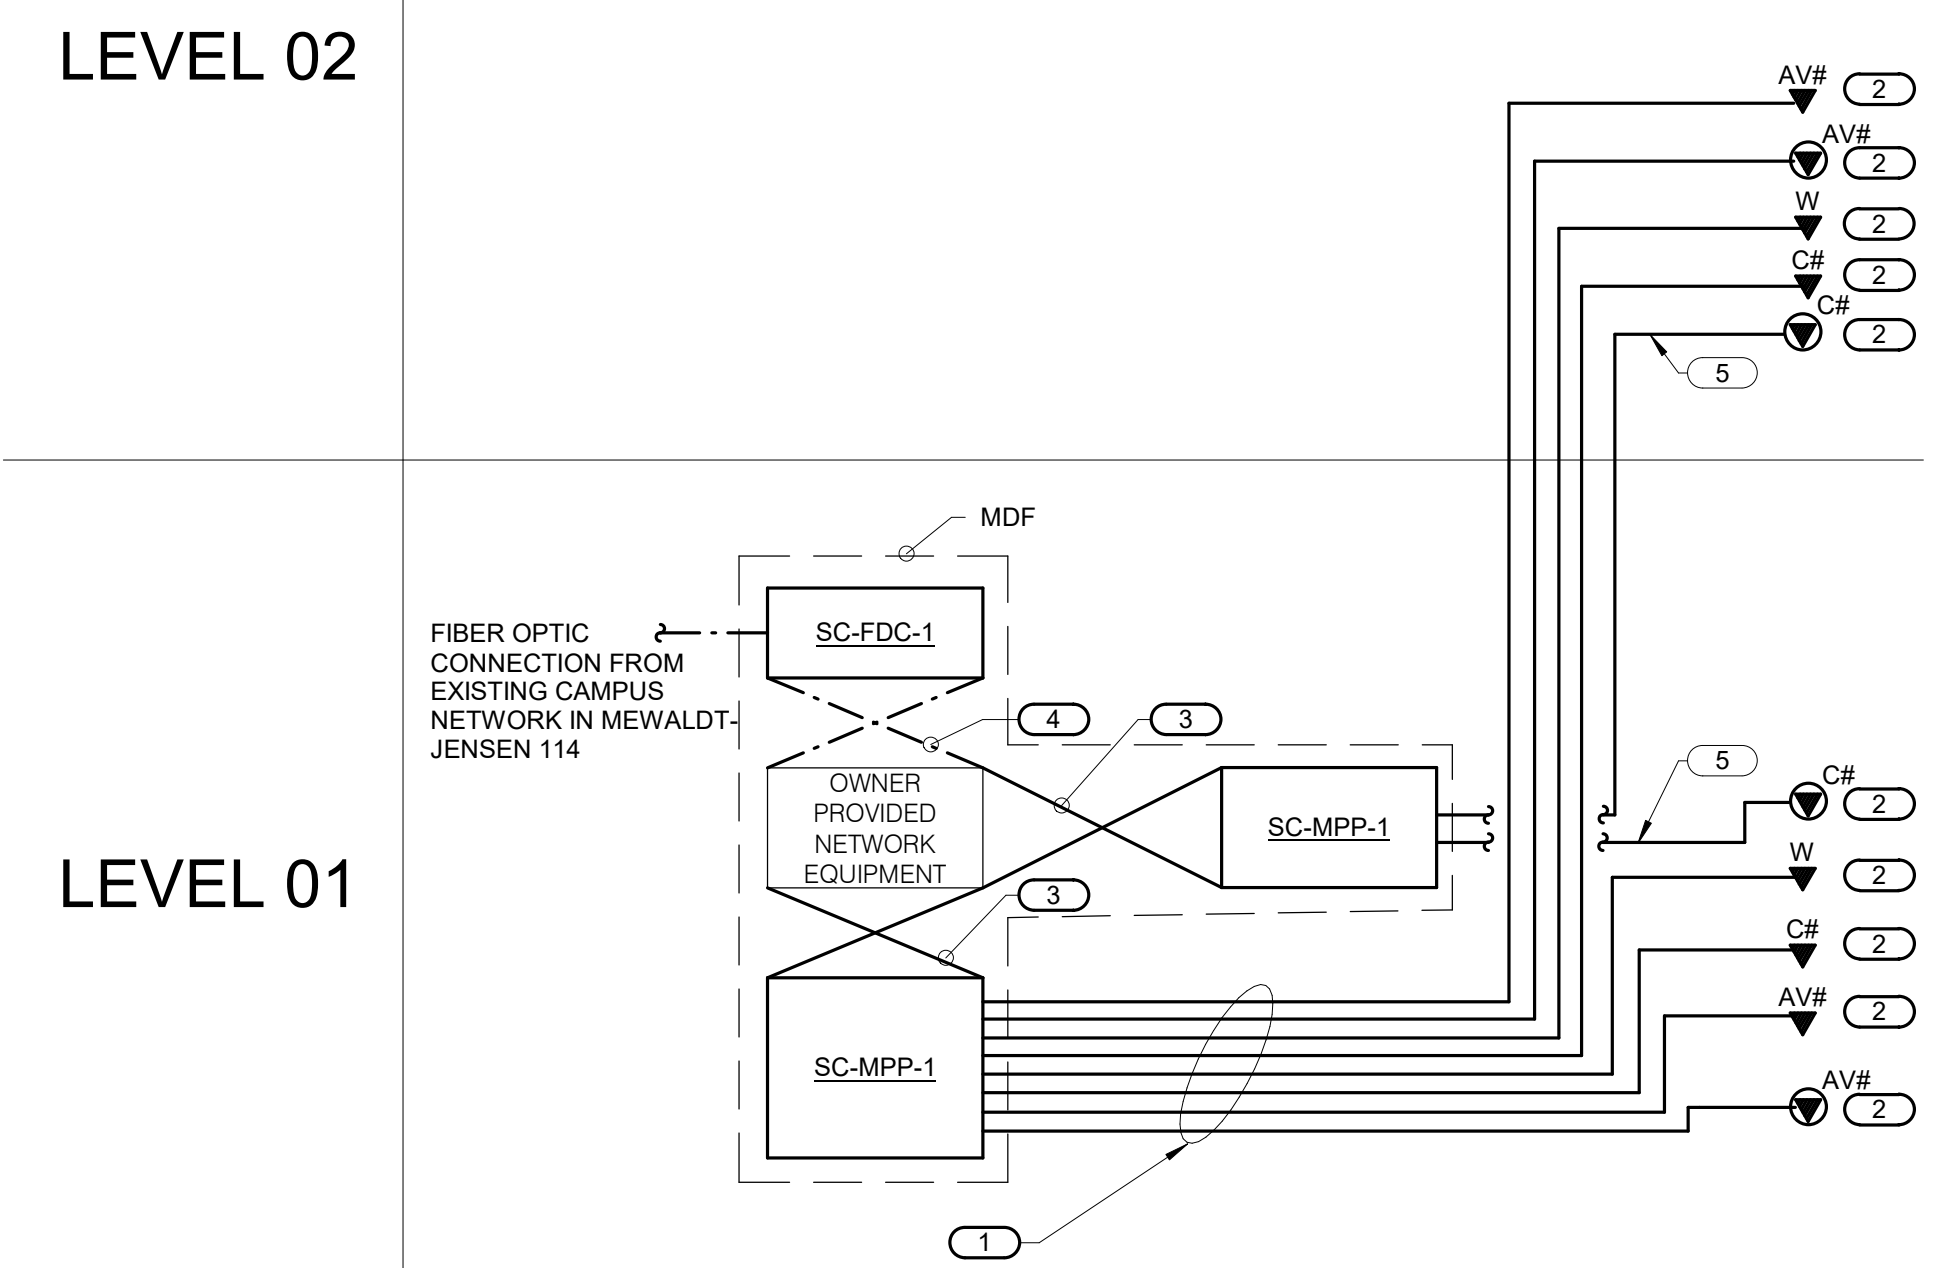 LEVEL 02
AV#
2
AV#
2
W
2
C#
2
C#
2
5
MDF
SC-FDC-1
FIBER OPTIC
CONNECTION FROM
EXISTING CAMPUS
NETWORK IN MEWALDT-
JENSEN 114
4
3
OWNER
PROVIDED
NETWORK
EQUIPMENT
SC-MPP-1
5
C#
2
LEVEL 01
3
W
2
C#
2
AV#
2
SC-MPP-1
AV#
2
1